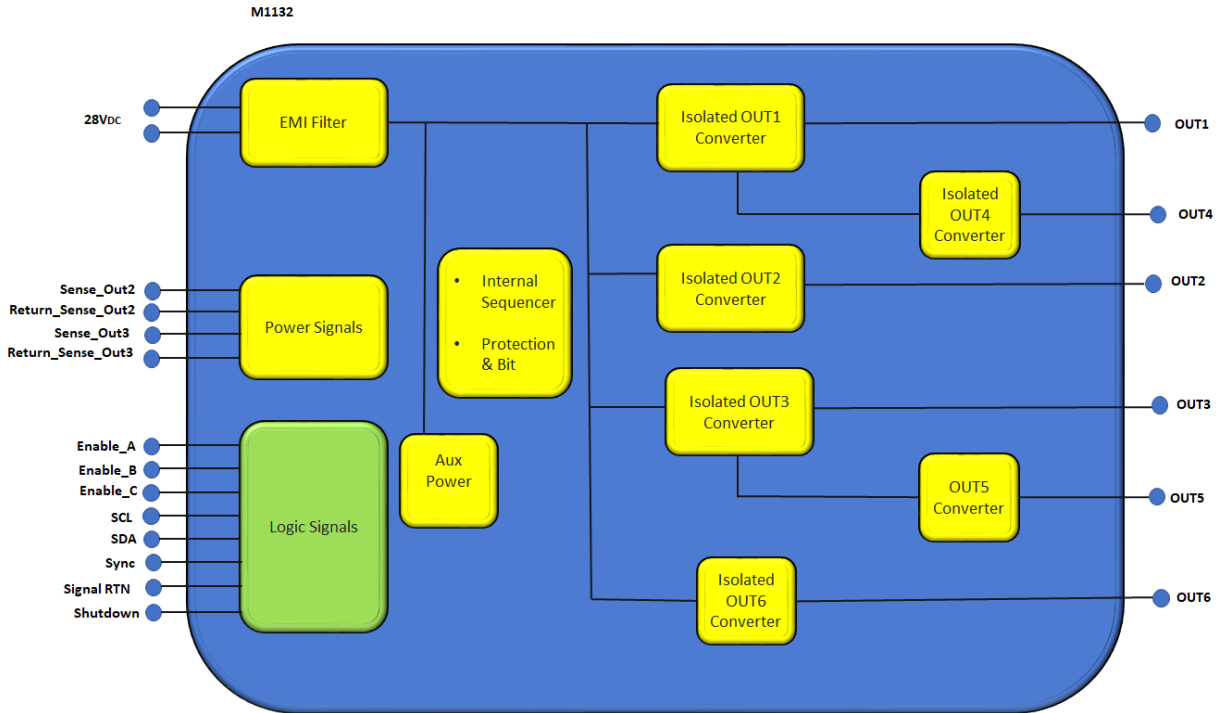 M1132
28VDC
EMI Filter
Isolated OUT1
Converter
OUT1
Isolated
OUT4
Converter
OUT4
Sense_Out2
Return_Sense_Out2
Sense_Out3
Return_Sense_Out3
Power Signals
• Internal
Sequencer
• Protection
& Bit
Isolated OUT2
Converter
OUT2
Isolated OUT3
Converter
OUT3
Enable_A
Enable_B
Enable_C
SCL
SDA
Sync
Signal RTN
Shutdown
Logic Signals
Aux
Power
OUT5
Converter
OUT5
Isolated
OUT6
Converter
OUT6